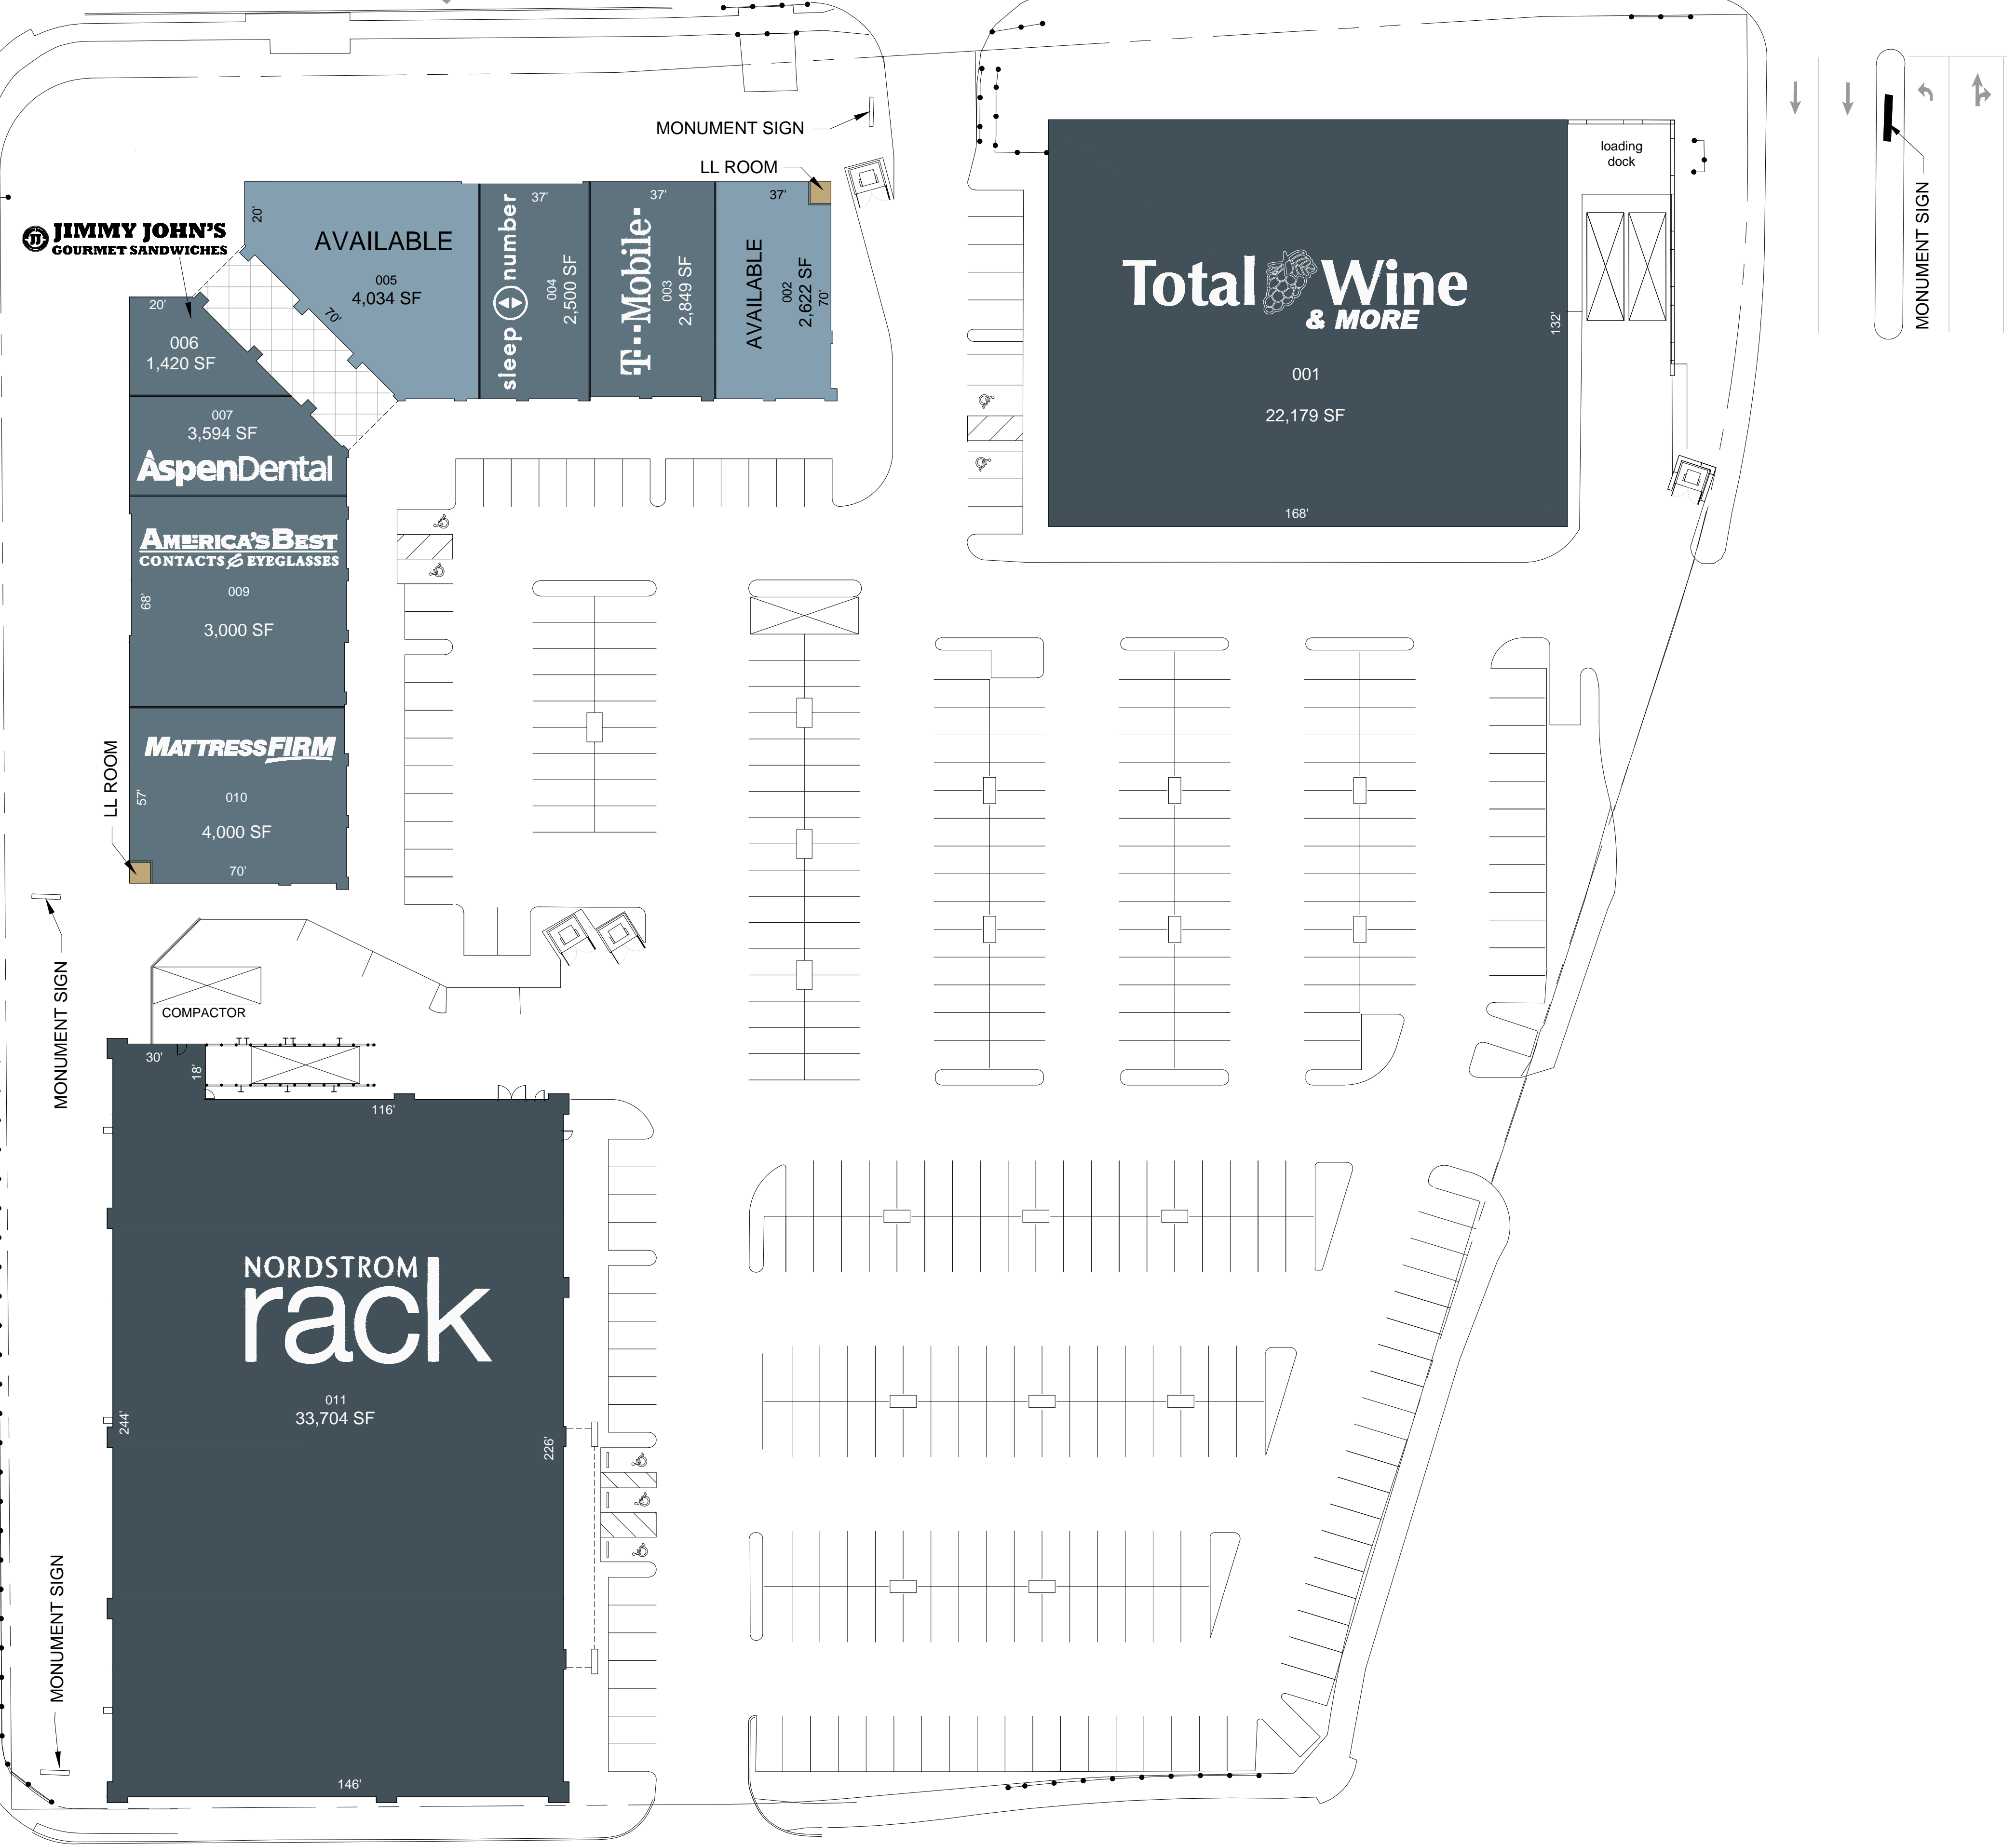 MONUMENT SIGN
LL ROOM
JIMMY JOHN'S
GOURMET SANDWICHES
JJ
20'
AVAILABLE
005
4,034 SF
70'
sleep number
37'
004
2,500 SF
T-Mobile
37'
003
2,849 SF
37'
AVAILABLE
002
2,622 SF
70'
Total Wine
& MORE
001
22,179 SF
132'
168'
loading
dock
MONUMENT SIGN
20'
006
1,420 SF
007
3,594 SF
AspenDental
AMERICA'S BEST
CONTACTS & EYEGLASSES
009
68'
3,000 SF
MATTRESSFIRM
57'
010
4,000 SF
70'
LL ROOM
MONUMENT SIGN
COMPACTOR
30'
18'
116'
NORDSTROM
rack
011
33,704 SF
244'
226'
146'
MONUMENT SIGN